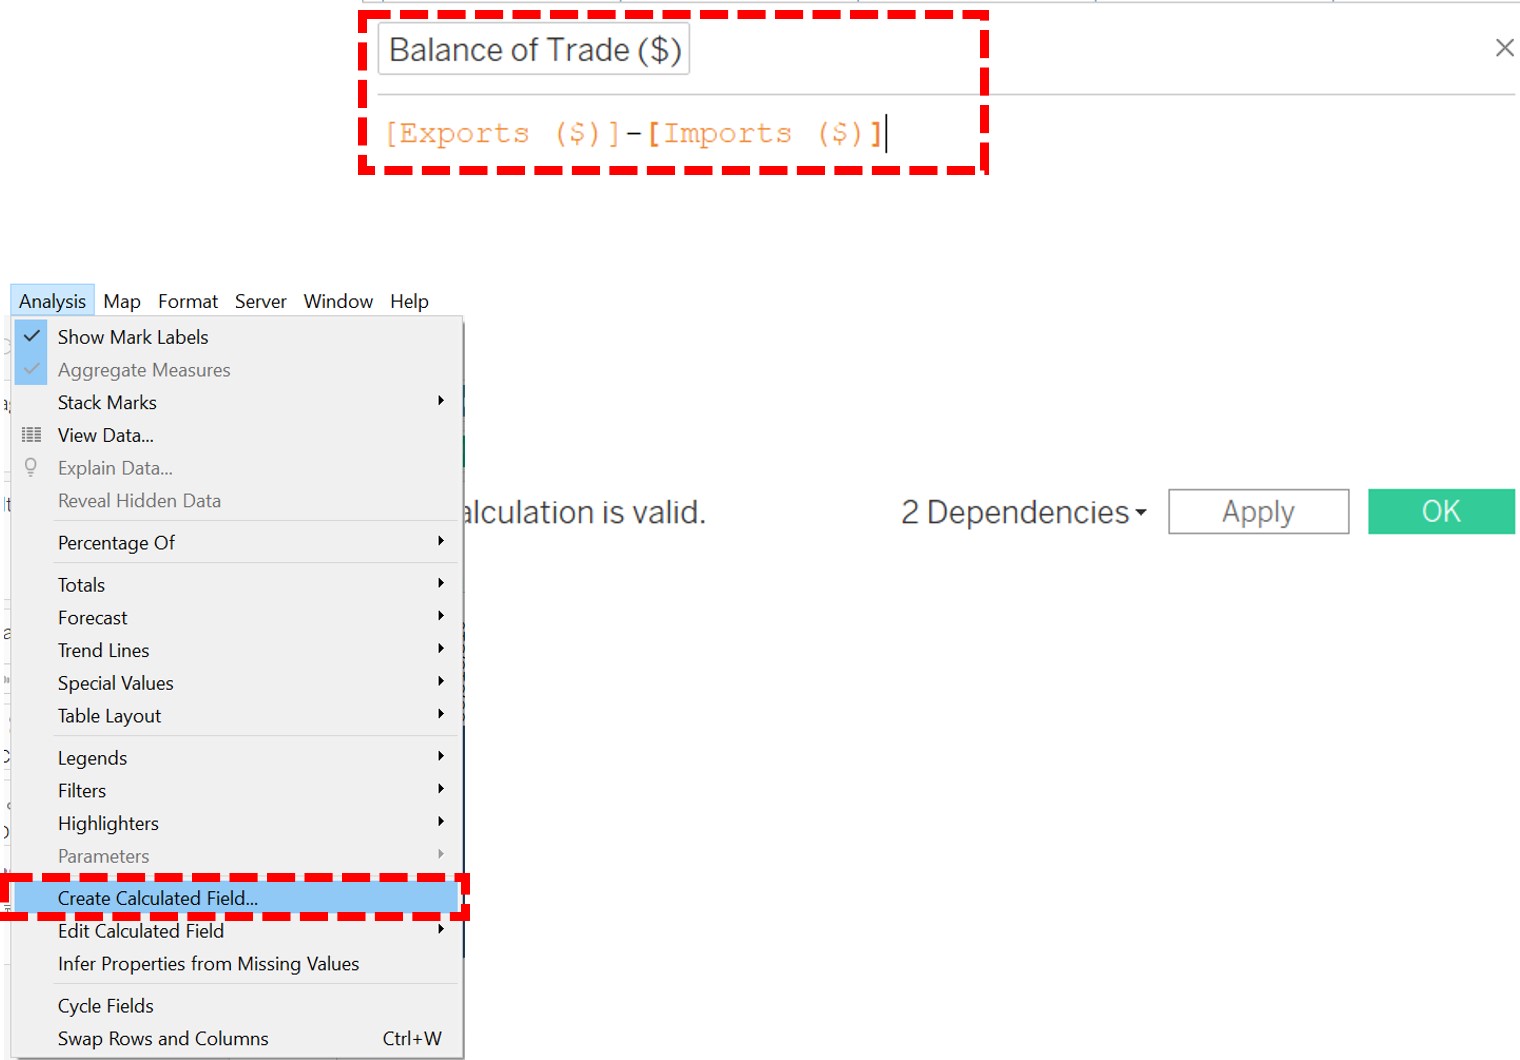 Balance of Trade ($)
[Exports ($)]-[Imports ($)]
Analysis Map Format Server Window Help
Show Mark Labels
Aggregate Measures
Stack Marks
View Data...
Explain Data...
Reveal Hidden Data
alculation is valid. 2 Dependencies Apply OK
Percentage Of
Totals
Forecast
Trend Lines
Special Values
Table Layout
Legends
Filters
Highlighters
Parameters
Create Calculated Field...
Edit Calculated Field
Infer Properties from Missing Values
Cycle Fields
Swap Rows and Columns Ctrl+W